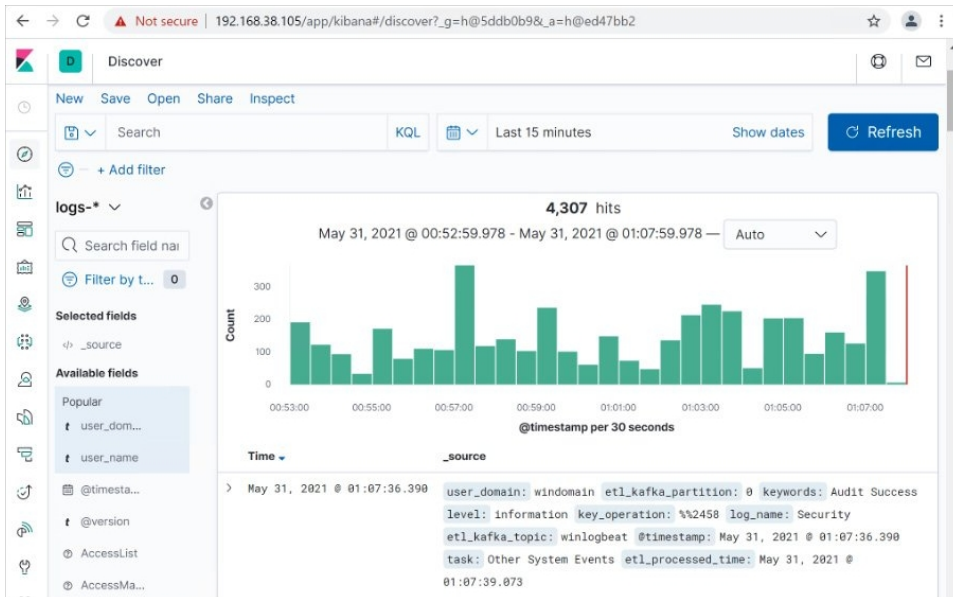 Not secure | 192.168.38.105/app/kibana#/discover?_g=h@5ddb0b9&_a=h@ed47bb2
D Discover
New Save Open Share Inspect
Search KQL Last 15 minutes Show dates Refresh
+ Add filter
logs-*
Search field nar
Filter by t... 0
Selected fields
</> _source
Available fields
Popular
t user_dom...
t user_name
@timesta...
t @version
AccessList
AccessMa...
4,307 hits
May 31, 2021 @ 00:52:59.978 - May 31, 2021 @ 01:07:59.978 — Auto
Count
300
200
100
0
00:53:00 00:55:00 00:57:00 00:59:00 01:01:00 01:03:00 01:05:00 01:07:00
@timestamp per 30 seconds
Time _source
May 31, 2021 @ 01:07:36.390 user_domain: windomain etl_kafka_partition: 0 keywords: Audit Success
level: information key_operation: %%2458 log_name: Security
etl_kafka_topic: winlogbeat @timestamp: May 31, 2021 @ 01:07:36.390
task: Other System Events etl_processed_time: May 31, 2021 @
01:07:39.073